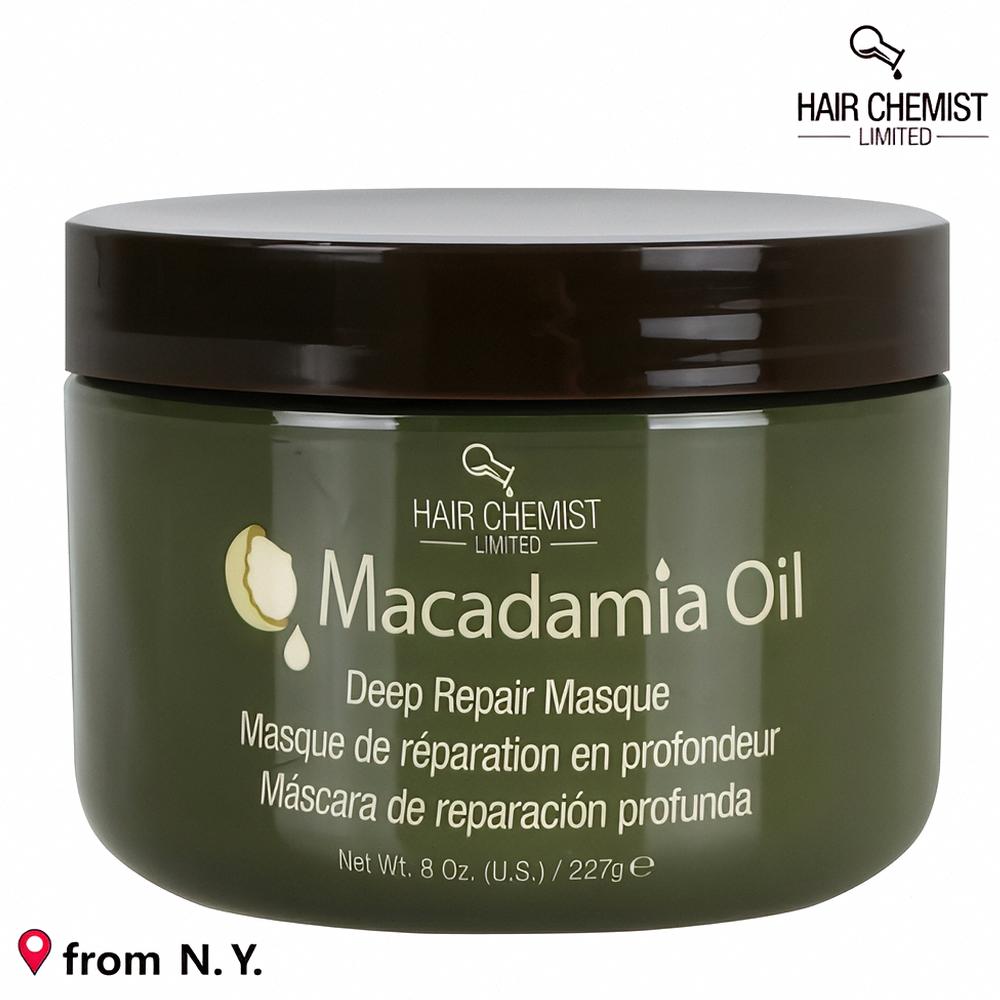 HAIR CHEMIST
LIMITED
HAIR CHEMIST
LIMITED
Macadamia Oil
Deep Repair Masque
Masque de réparation en profondeur
Máscara de reparación profunda
Net Wt. 8 Oz. (U.S.) / 227g ℮
from N.Y.